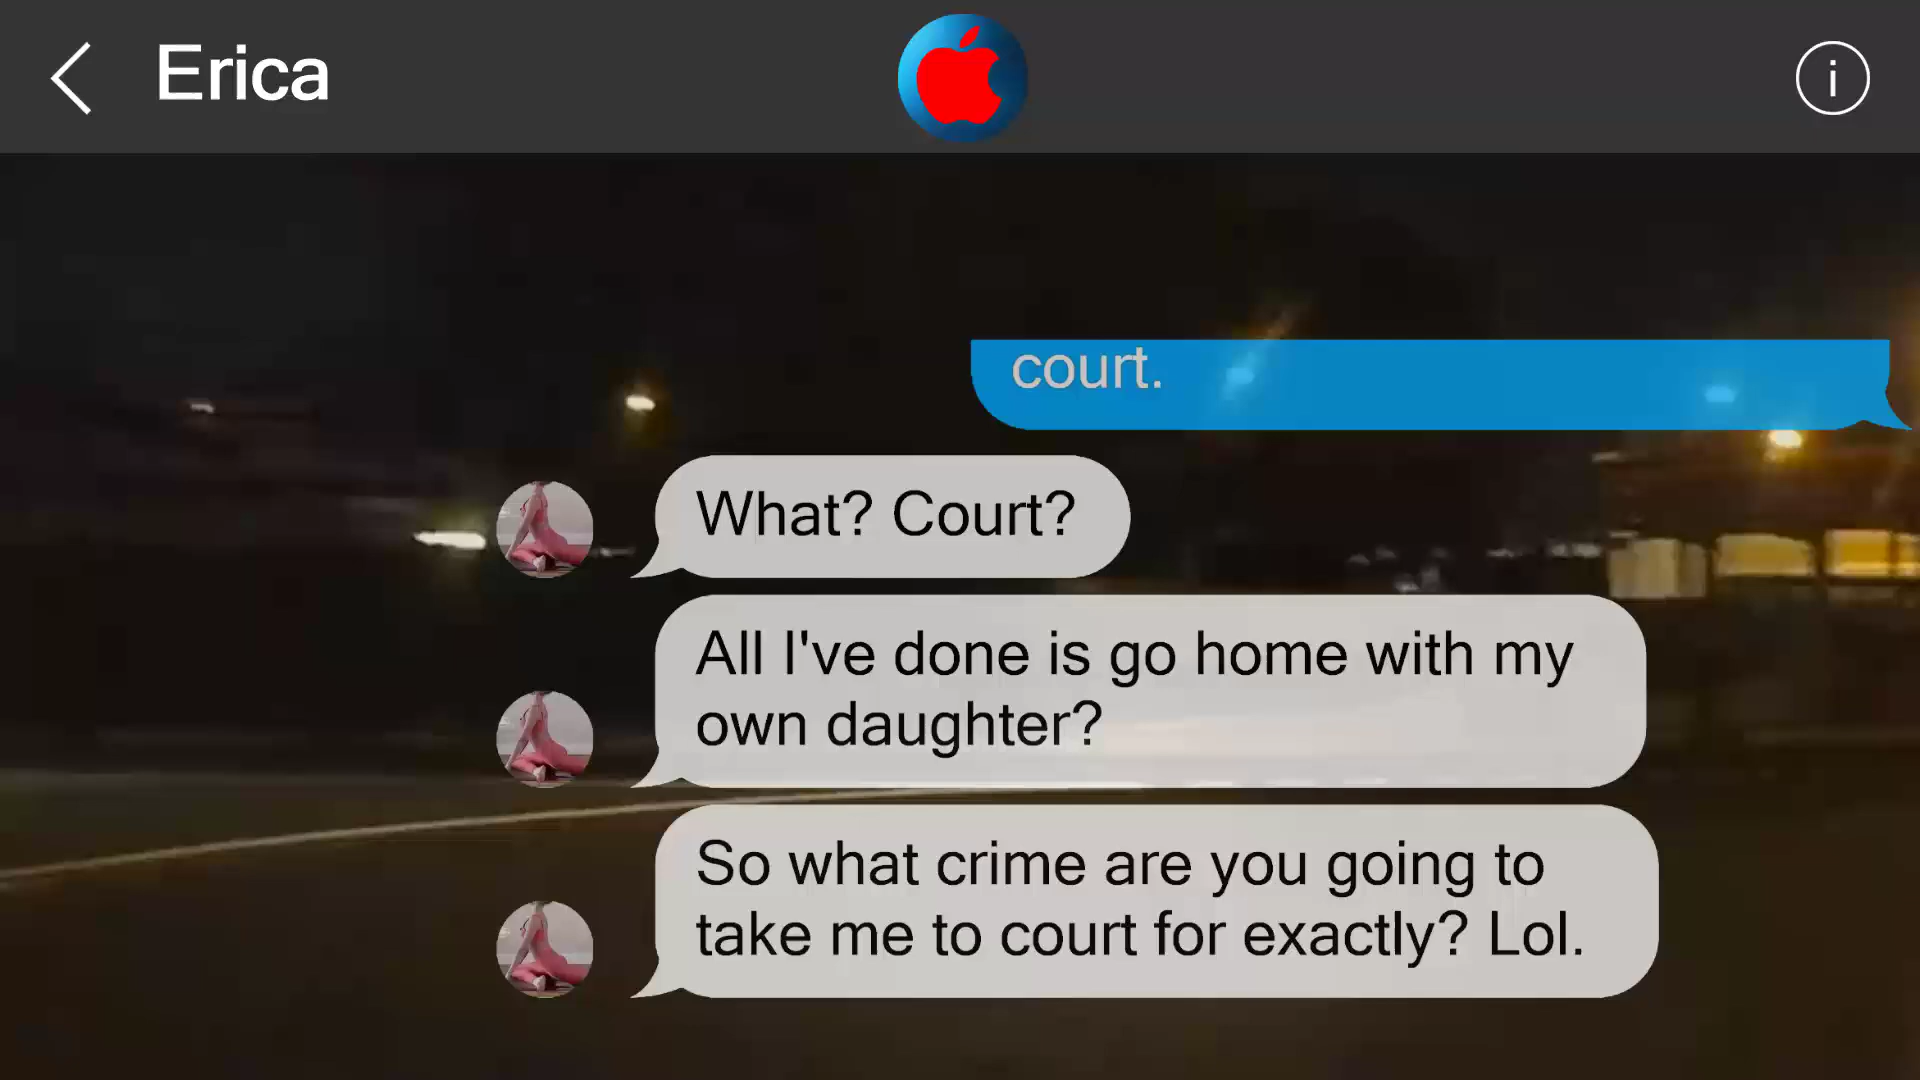 Erica
i
court.
What? Court?
All I've done is go home with my
own daughter?
So what crime are you going to
take me to court for exactly? Lol.